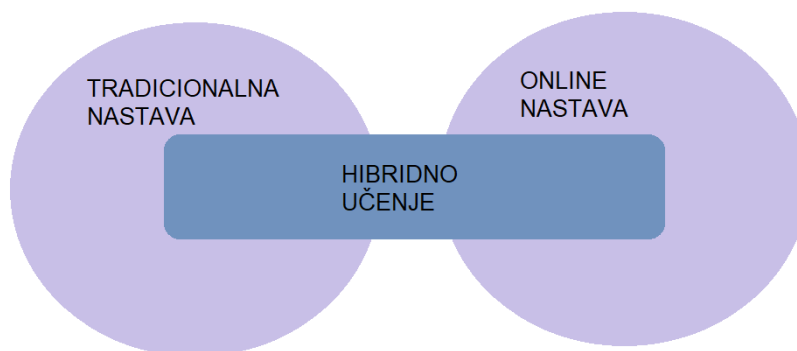 TRADICIONALNA
NASTAVA
ONLINE
NASTAVA
HIBRIDNO
UČENJE